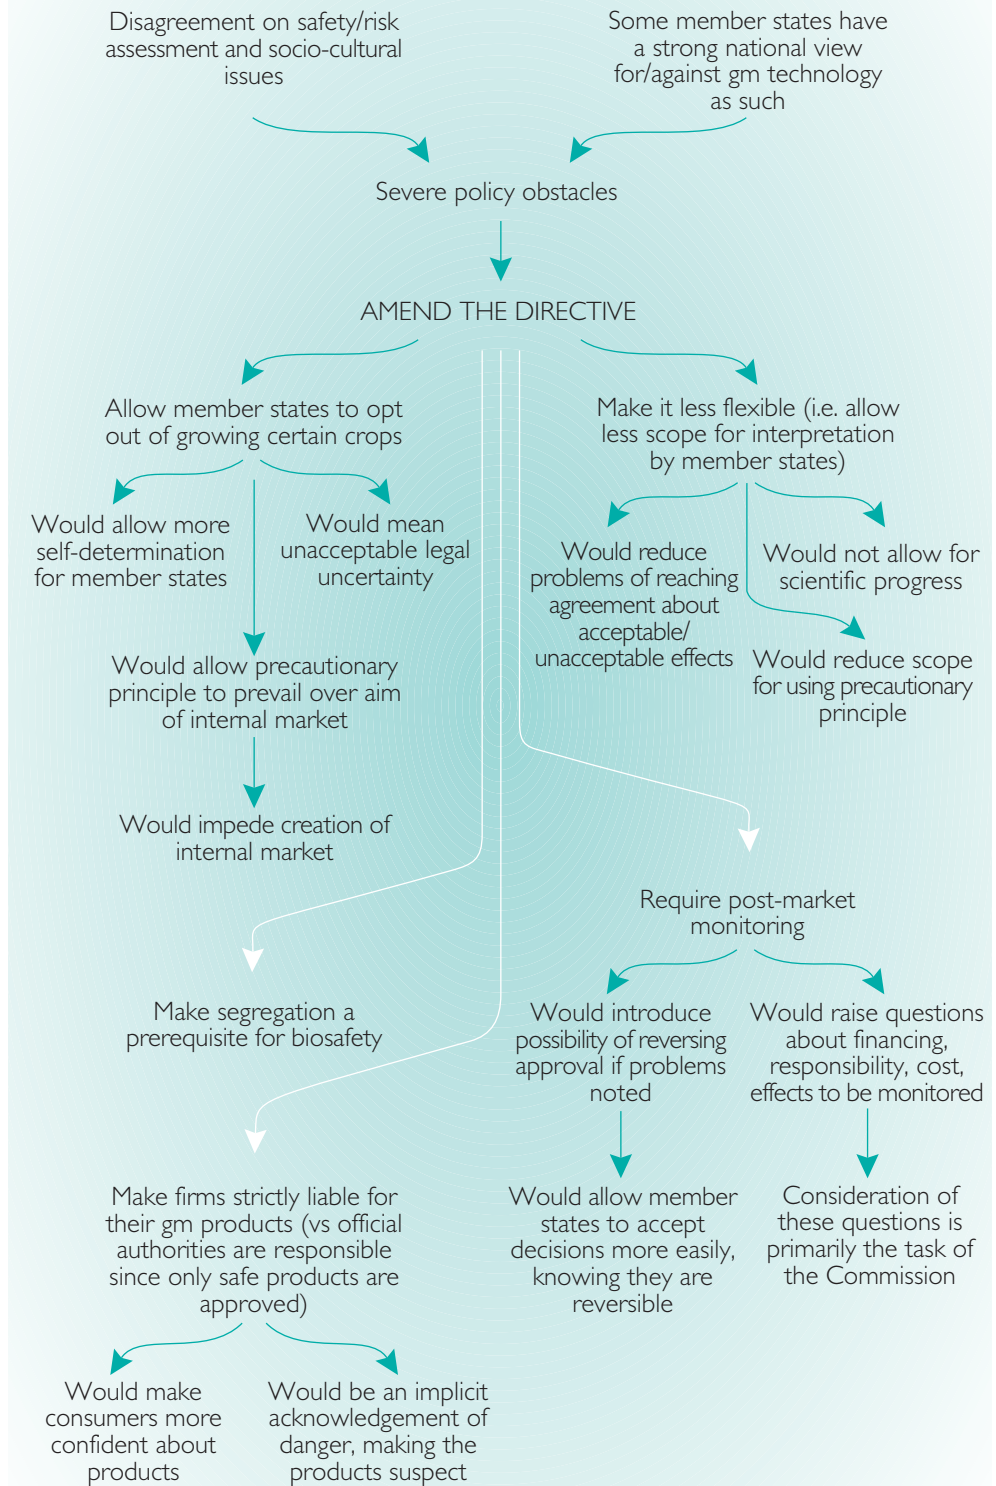 Disagreement on safety/risk
assessment and socio-cultural
issues
Some member states have
a strong national view
for/against gm technology
as such
Severe policy obstacles
AMEND THE DIRECTIVE
Allow member states to opt
out of growing certain crops
Make it less flexible (i.e. allow
less scope for interpretation
by member states)
Would allow more
self-determination
for member states
Would mean
unacceptable legal
uncertainty
Would reduce
problems of reaching
agreement about
acceptable/
unacceptable effects
Would not allow for
scientific progress
Would allow precautionary
principle to prevail over aim
of internal market
Would reduce scope
for using precautionary
principle
Would impede creation of
internal market
Require post-market
monitoring
Make segregation a
prerequisite for biosafety
Would introduce
possibility of reversing
approval if problems
noted
Would raise questions
about financing,
responsibility, cost,
effects to be monitored
Make firms strictly liable for
their gm products (vs official
authorities are responsible
since only safe products are
approved)
Would allow member
states to accept
decisions more easily,
knowing they are
reversible
Consideration of
these questions is
primarily the task of
the Commission
Would make
consumers more
confident about
products
Would be an implicit
acknowledgement of
danger, making the
products suspect